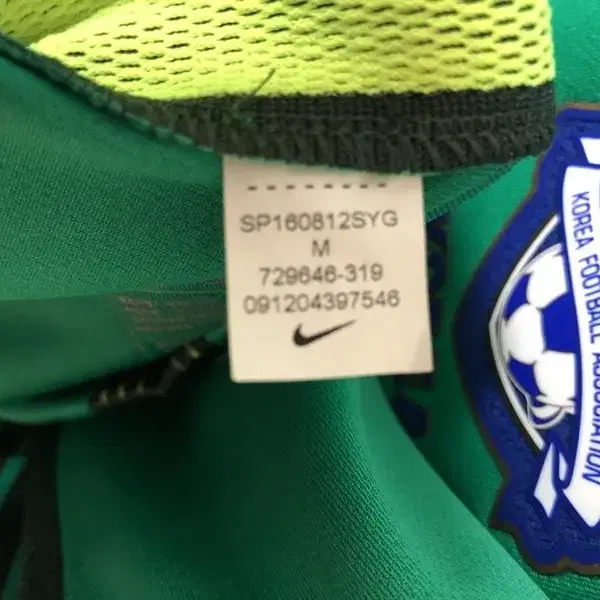 SP160812SYG
M
729646-319
091204397546
KOREA FOOTBALL ASSOCIATION